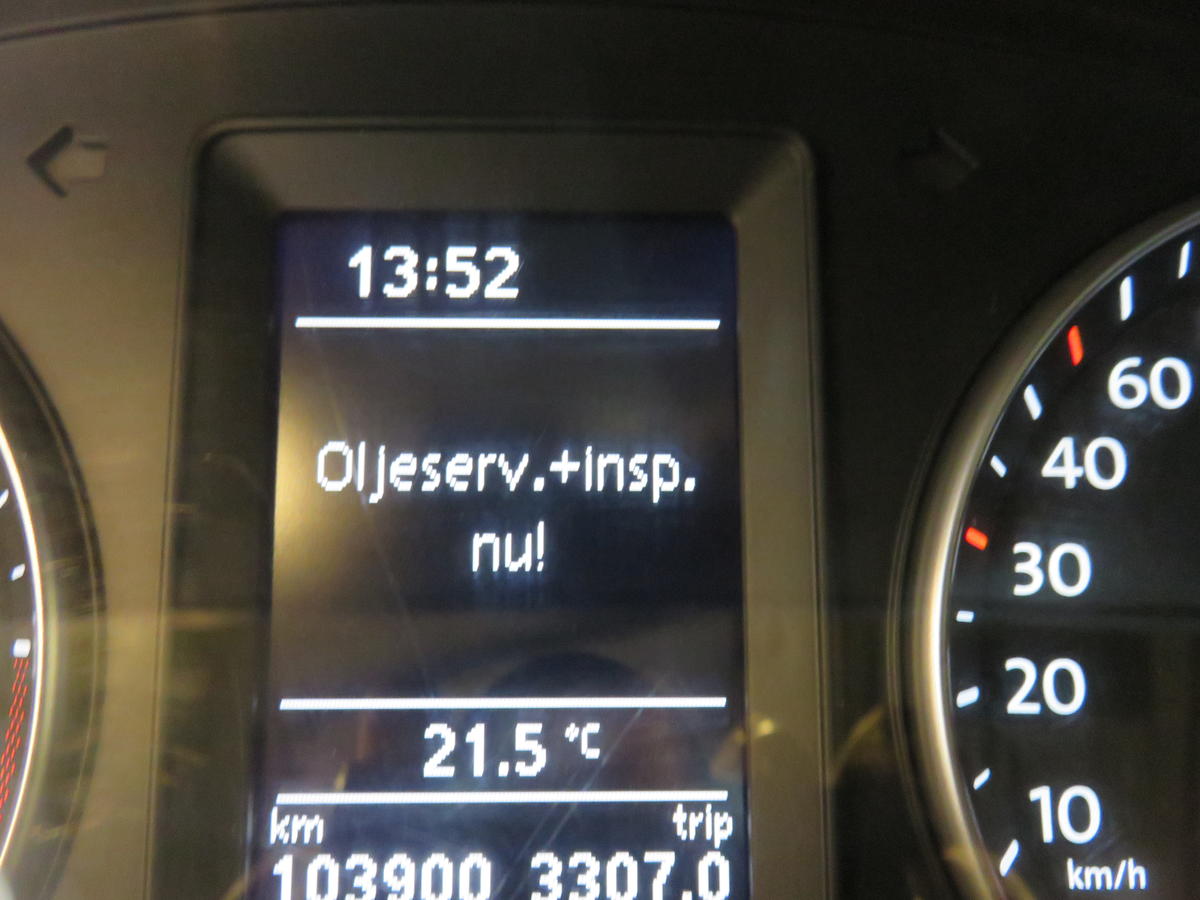 13:52
Oljeserv.+insp.
nu!
21.5 °C
km trip
103900 3307.0
60
40
30
20
10
km/h